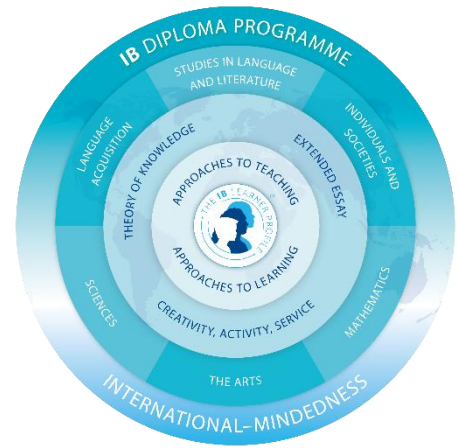 IB DIPLOMA PROGRAMME
STUDIES IN LANGUAGE
AND LITERATURE
LANGUAGE
ACQUISITION
INDIVIDUALS AND
SOCIETIES
THEORY OF KNOWLEDGE
EXTENDED ESSAY
APPROACHES TO TEACHING
THE IB LEARNER PROFILE
APPROACHES TO LEARNING
CREATIVITY, ACTIVITY, SERVICE
SCIENCES
MATHEMATICS
THE ARTS
INTERNATIONAL-MINDEDNESS